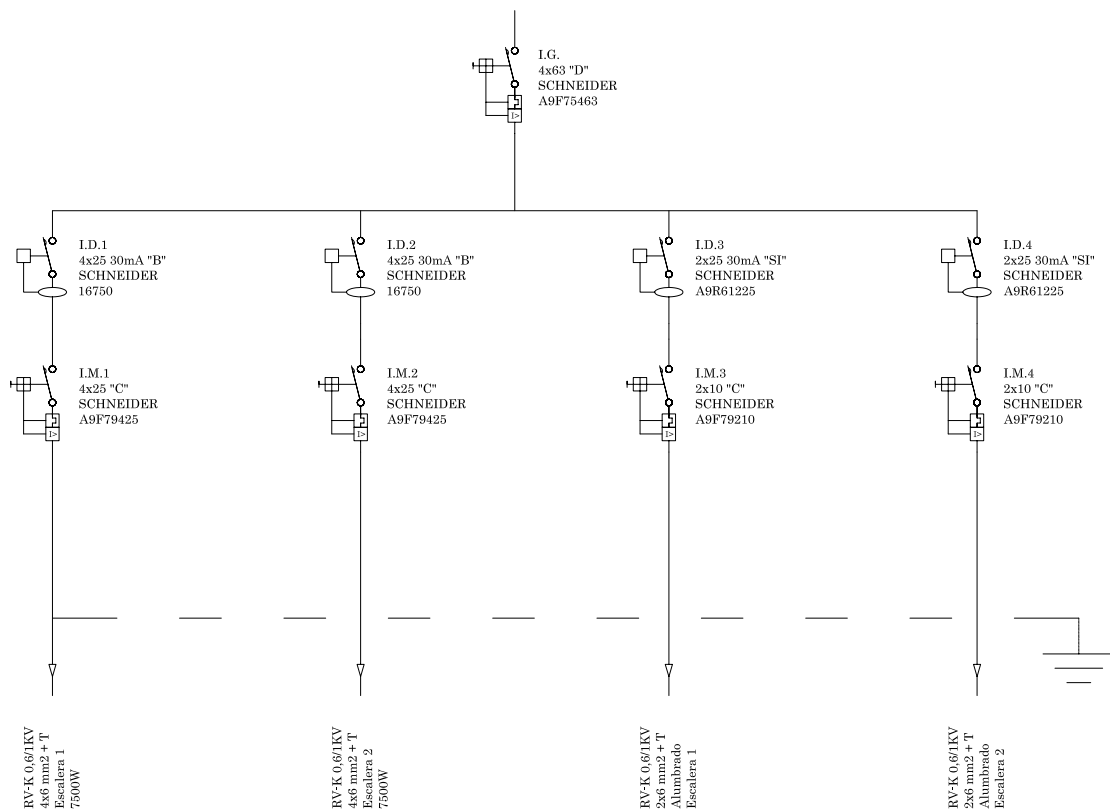 I.G.
4x63 "D"
SCHNEIDER
A9F75463
I.D.1
4x25 30mA "B"
SCHNEIDER
16750
I.D.2
4x25 30mA "B"
SCHNEIDER
16750
I.D.3
2x25 30mA "SI"
SCHNEIDER
A9R61225
I.D.4
2x25 30mA "SI"
SCHNEIDER
A9R61225
I.M.1
4x25 "C"
SCHNEIDER
A9F79425
I.M.2
4x25 "C"
SCHNEIDER
A9F79425
I.M.3
2x10 "C"
SCHNEIDER
A9F79210
I.M.4
2x10 "C"
SCHNEIDER
A9F79210
I>
I>
I>
I>
I>
RV-K 0,6/1KV
4x6 mm2 + T
Escalera 1
7500W
RV-K 0,6/1KV
4x6 mm2 + T
Escalera 2
7500W
RV-K 0,6/1KV
2x6 mm2 + T
Alumbrado
Escalera 1
RV-K 0,6/1KV
2x6 mm2 + T
Alumbrado
Escalera 2